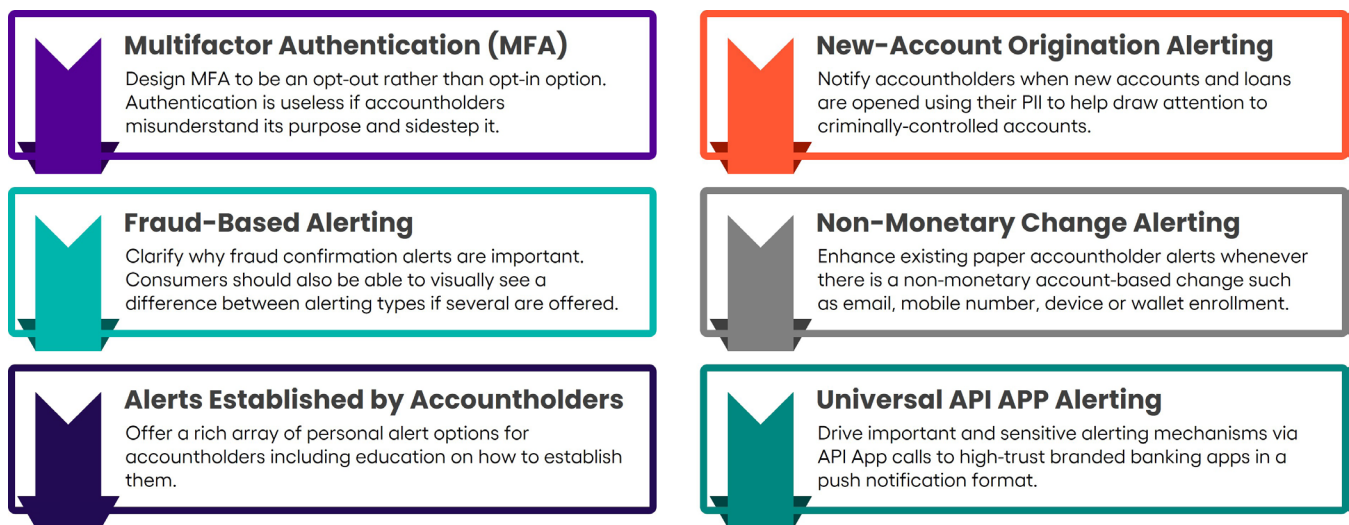 Multifactor Authentication (MFA)
Design MFA to be an opt-out rather than opt-in option.
Authentication is useless if accountholders
misunderstand its purpose and sidestep it.
New-Account Origination Alerting
Notify accountholders when new accounts and loans
are opened using their PII to help draw attention to
criminally-controlled accounts.
Fraud-Based Alerting
Clarify why fraud confirmation alerts are important.
Consumers should also be able to visually see a
difference between alerting types if several are offered.
Non-Monetary Change Alerting
Enhance existing paper accountholder alerts whenever
there is a non-monetary account-based change such
as email, mobile number, device or wallet enrollment.
Alerts Established by Accountholders
Offer a rich array of personal alert options for
accountholders including education on how to establish
them.
Universal API APP Alerting
Drive important and sensitive alerting mechanisms via
API App calls to high-trust branded banking apps in a
push notification format.